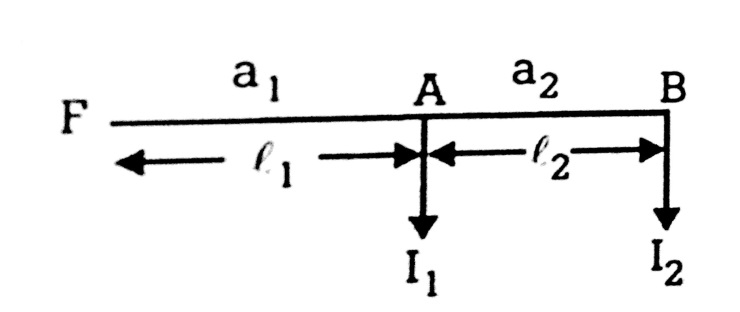 a₁ a₂
F A B
ℓ₁ ℓ₂
I₁ I₂